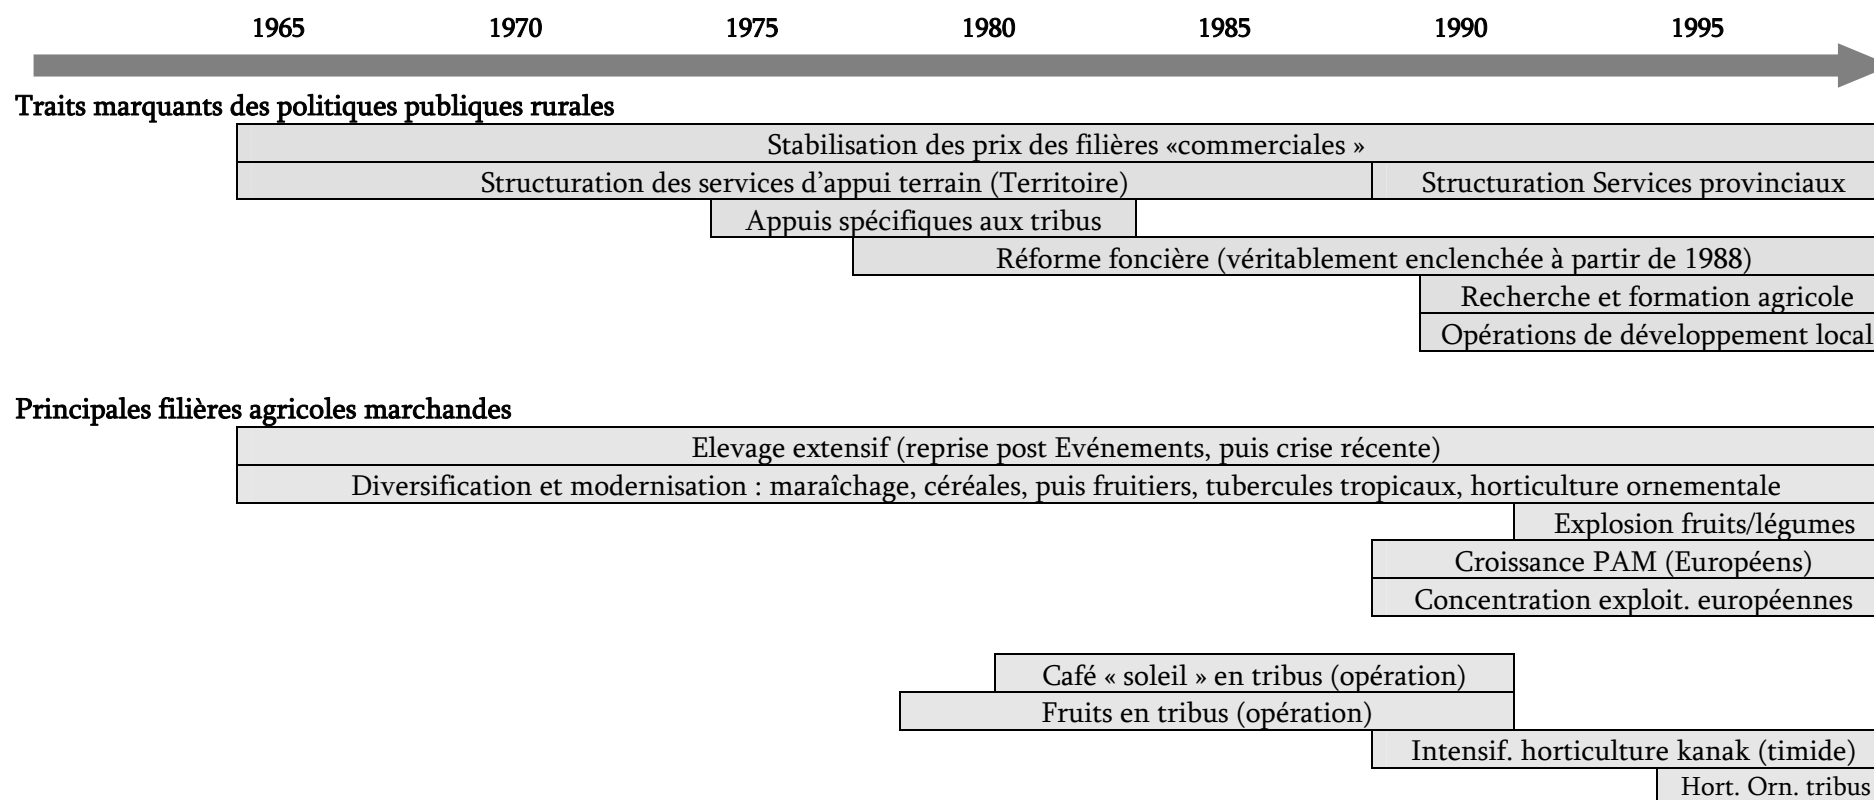 1965 1970 1975 1980 1985 1990 1995
Traits marquants des politiques publiques rurales
Stabilisation des prix des filières «commerciales »
Structuration des services d’appui terrain (Territoire) Structuration Services provinciaux
Appuis spécifiques aux tribus
Réforme foncière (véritablement enclenchée à partir de 1988)
Recherche et formation agricole
Opérations de développement local
Principales filières agricoles marchandes
Elevage extensif (reprise post Evénements, puis crise récente)
Diversification et modernisation : maraîchage, céréales, puis fruitiers, tubercules tropicaux, horticulture ornementale
Explosion fruits/légumes
Croissance PAM (Européens)
Concentration exploit. européennes
Café « soleil » en tribus (opération)
Fruits en tribus (opération)
Intensif. horticulture kanak (timide)
Hort. Orn. tribus